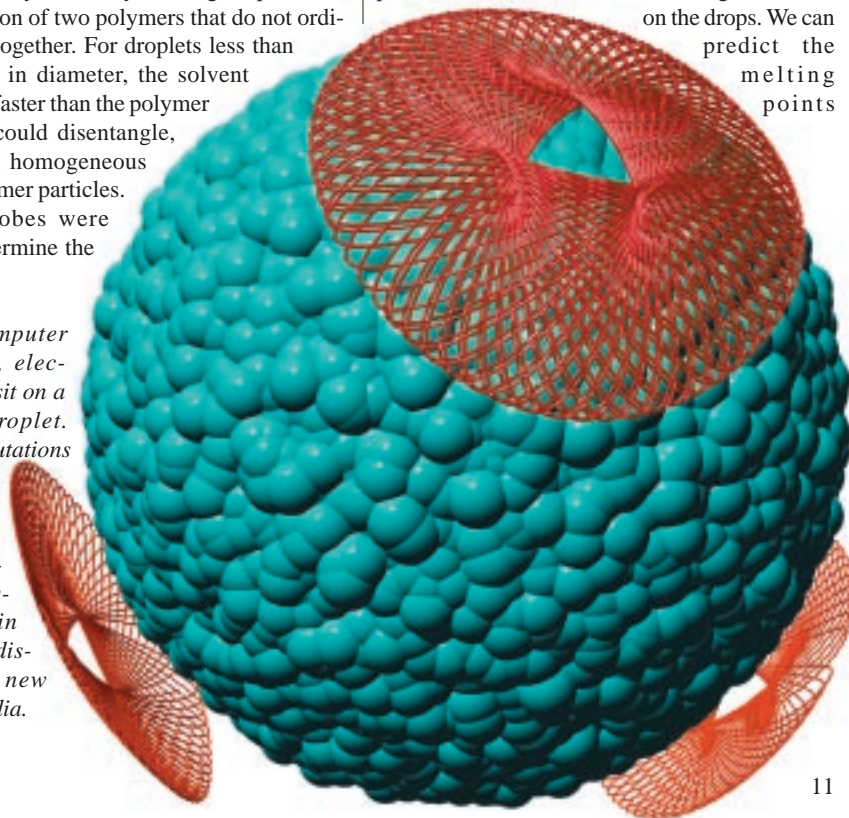 on of two polymers that do not ordi-
ogether. For droplets less than
in diameter, the solvent
faster than the polymer
could disentangle,
homogeneous
mer particles.
obes were
ermine the
mputer
elec-
sit on a
roplet.
utations
in
dis-
new
dia.
on the drops. We can
predict the
melting
points
11